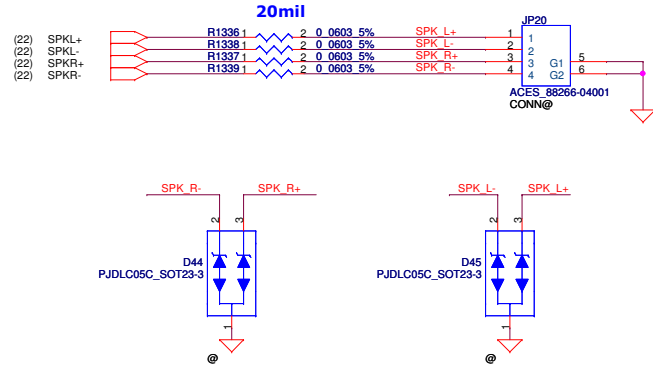 20mil
JP20
(22) SPKL+ R1336 1 2 0_0603_5% SPK_L+ 1 1
(22) SPKL- R1338 1 2 0_0603_5% SPK_L- 2 2
(22) SPKR+ R1337 1 2 0_0603_5% SPK_R+ 3 3 G1 5
(22) SPKR- R1339 1 2 0_0603_5% SPK_R- 4 4 G2 6
ACES_88266-04001
CONN@
SPK_R- SPK_R+ SPK_L- SPK_L+
2 3 2 3
D44 D45
PJDLC05C_SOT23-3 PJDLC05C_SOT23-3
1 1
@ @